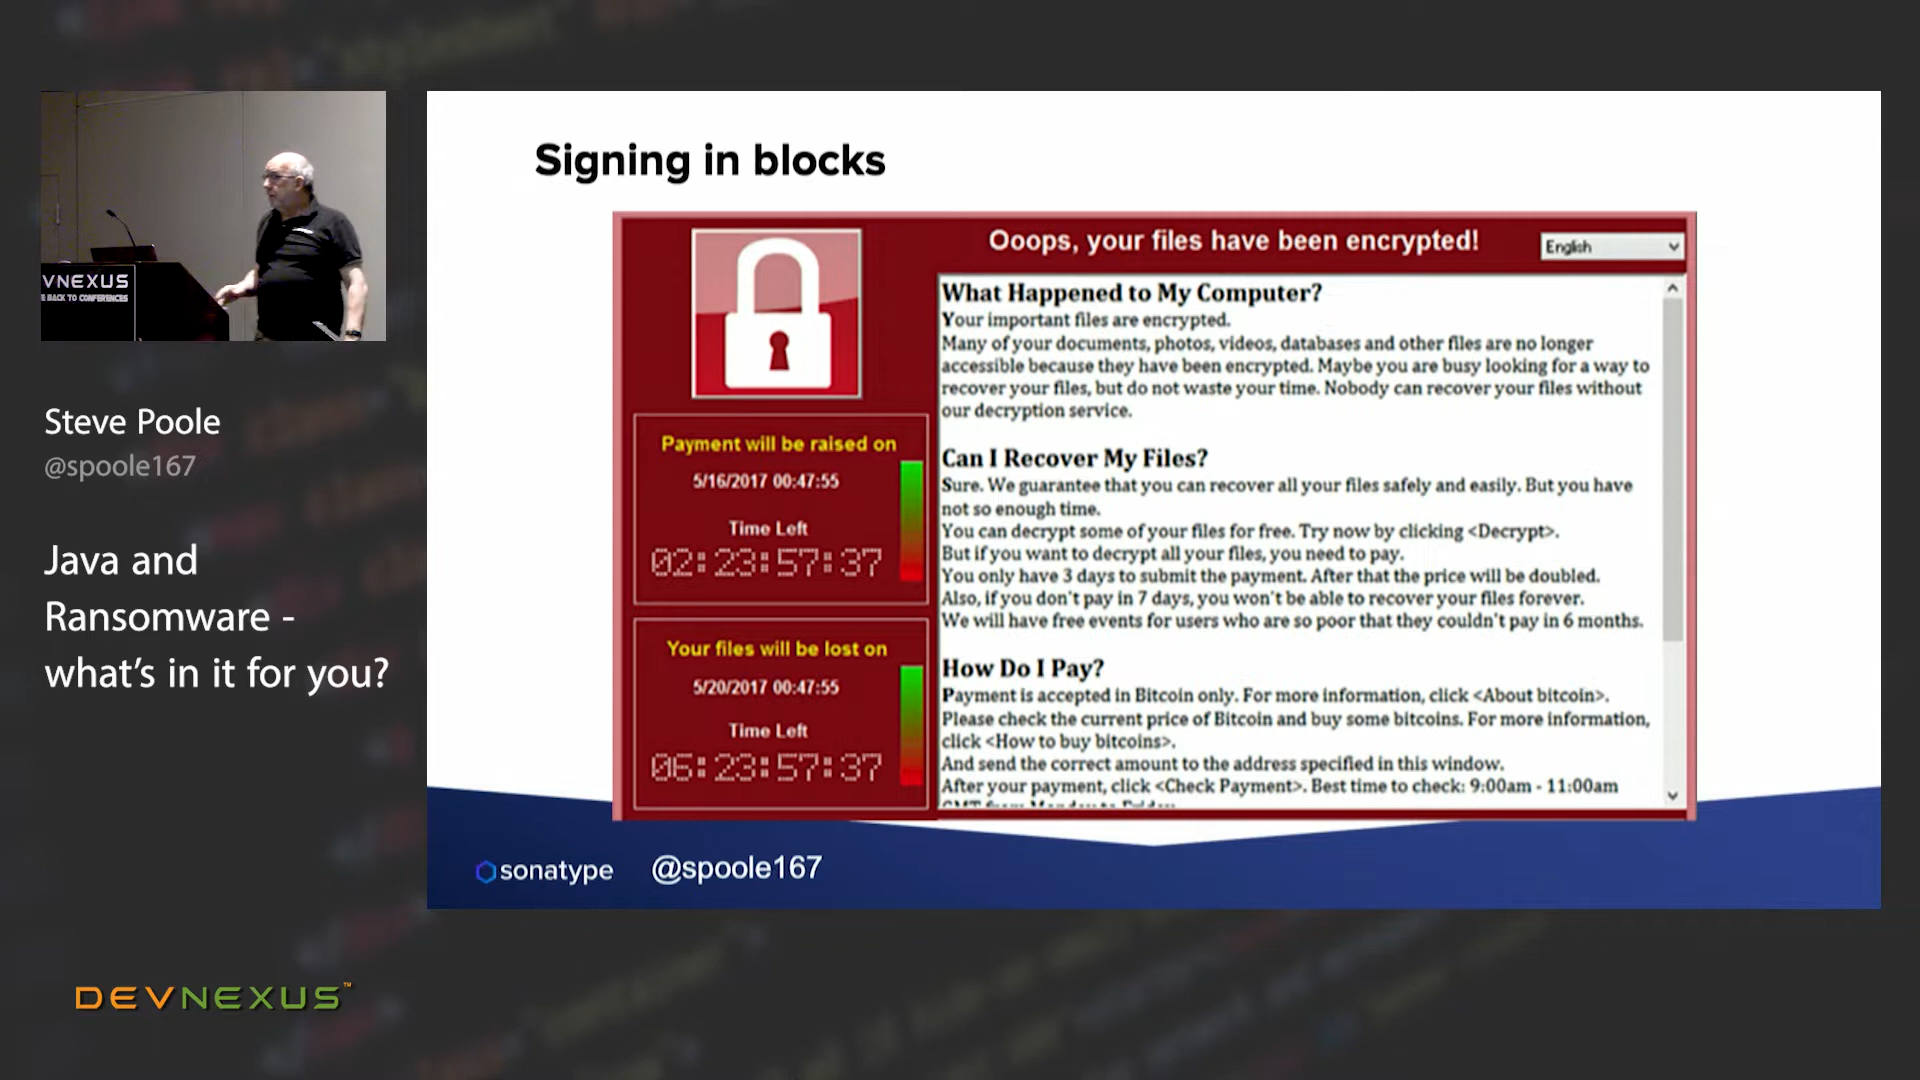 VNEXUS
E BACK TO CONFERENCES
Steve Poole
@spoole167
Java and
Ransomware -
what's in it for you?
DEVNEXUS™
Signing in blocks
Ooops, your files have been encrypted!
English
Payment will be raised on
5/16/2017 00:47:55
Time Left
02:23:57:37
Your files will be lost on
5/20/2017 00:47:55
Time Left
06:23:57:37
What Happened to My Computer?
Your important files are encrypted.
Many of your documents, photos, videos, databases and other files are no longer
accessible because they have been encrypted. Maybe you are busy looking for a way to
recover your files, but do not waste your time. Nobody can recover your files without
our decryption service.
Can I Recover My Files?
Sure. We guarantee that you can recover all your files safely and easily. But you have
not so enough time.
You can decrypt some of your files for free. Try now by clicking <Decrypt>.
But if you want to decrypt all your files, you need to pay.
You only have 3 days to submit the payment. After that the price will be doubled.
Also, if you don't pay in 7 days, you won't be able to recover your files forever.
We will have free events for users who are so poor that they couldn't pay in 6 months.
How Do I Pay?
Payment is accepted in Bitcoin only. For more information, click <About bitcoin>.
Please check the current price of Bitcoin and buy some bitcoins. For more information,
click <How to buy bitcoins>.
And send the correct amount to the address specified in this window.
After your payment, click <Check Payment>. Best time to check: 9:00am - 11:00am
GMT from Monday to Friday
sonatype
@spoole167